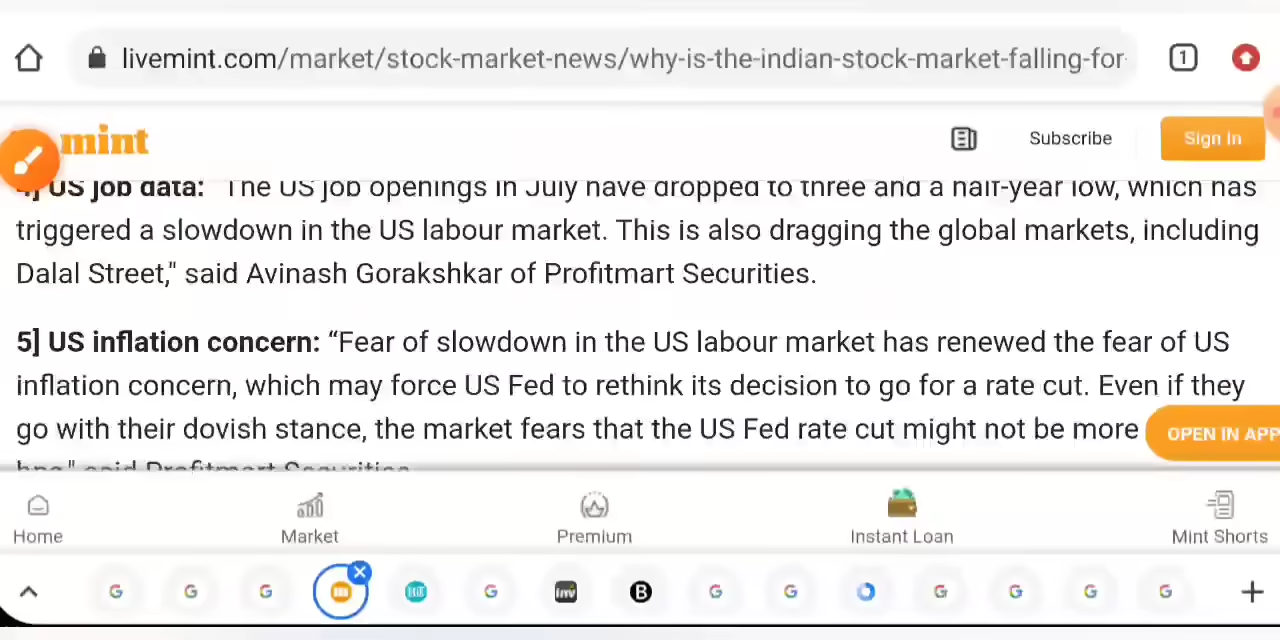 livemint.com/market/stock-market-news/why-is-the-indian-stock-market-falling-for-
1
mint
Subscribe
Sign In
4] US job data: "The US job openings in July have dropped to three and a half-year low, which has
triggered a slowdown in the US labour market. This is also dragging the global markets, including
Dalal Street," said Avinash Gorakshkar of Profitmart Securities.
5] US inflation concern: “Fear of slowdown in the US labour market has renewed the fear of US
inflation concern, which may force US Fed to rethink its decision to go for a rate cut. Even if they
go with their dovish stance, the market fears that the US Fed rate cut might not be more
OPEN IN APP
said Profitmart Securities.
Home
Market
Premium
Instant Loan
Mint Shorts